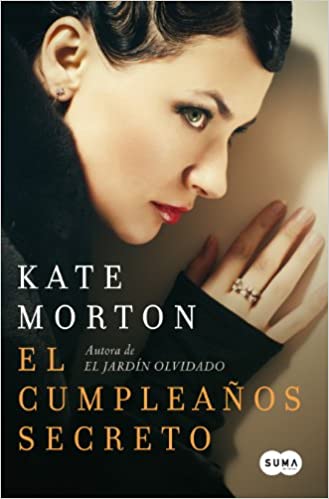 KATE
MORTON
Autora de
EL JARDÍN OLVIDADO
EL
CUMPLEAÑOS
SECRETO
SUMA